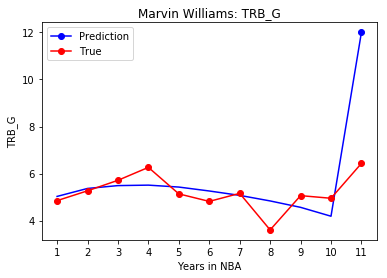 Marvin Williams: TRB_G
Prediction
True
12
10
8
6
4
TRB_G
1 2 3 4 5 6 7 8 9 10 11
Years in NBA